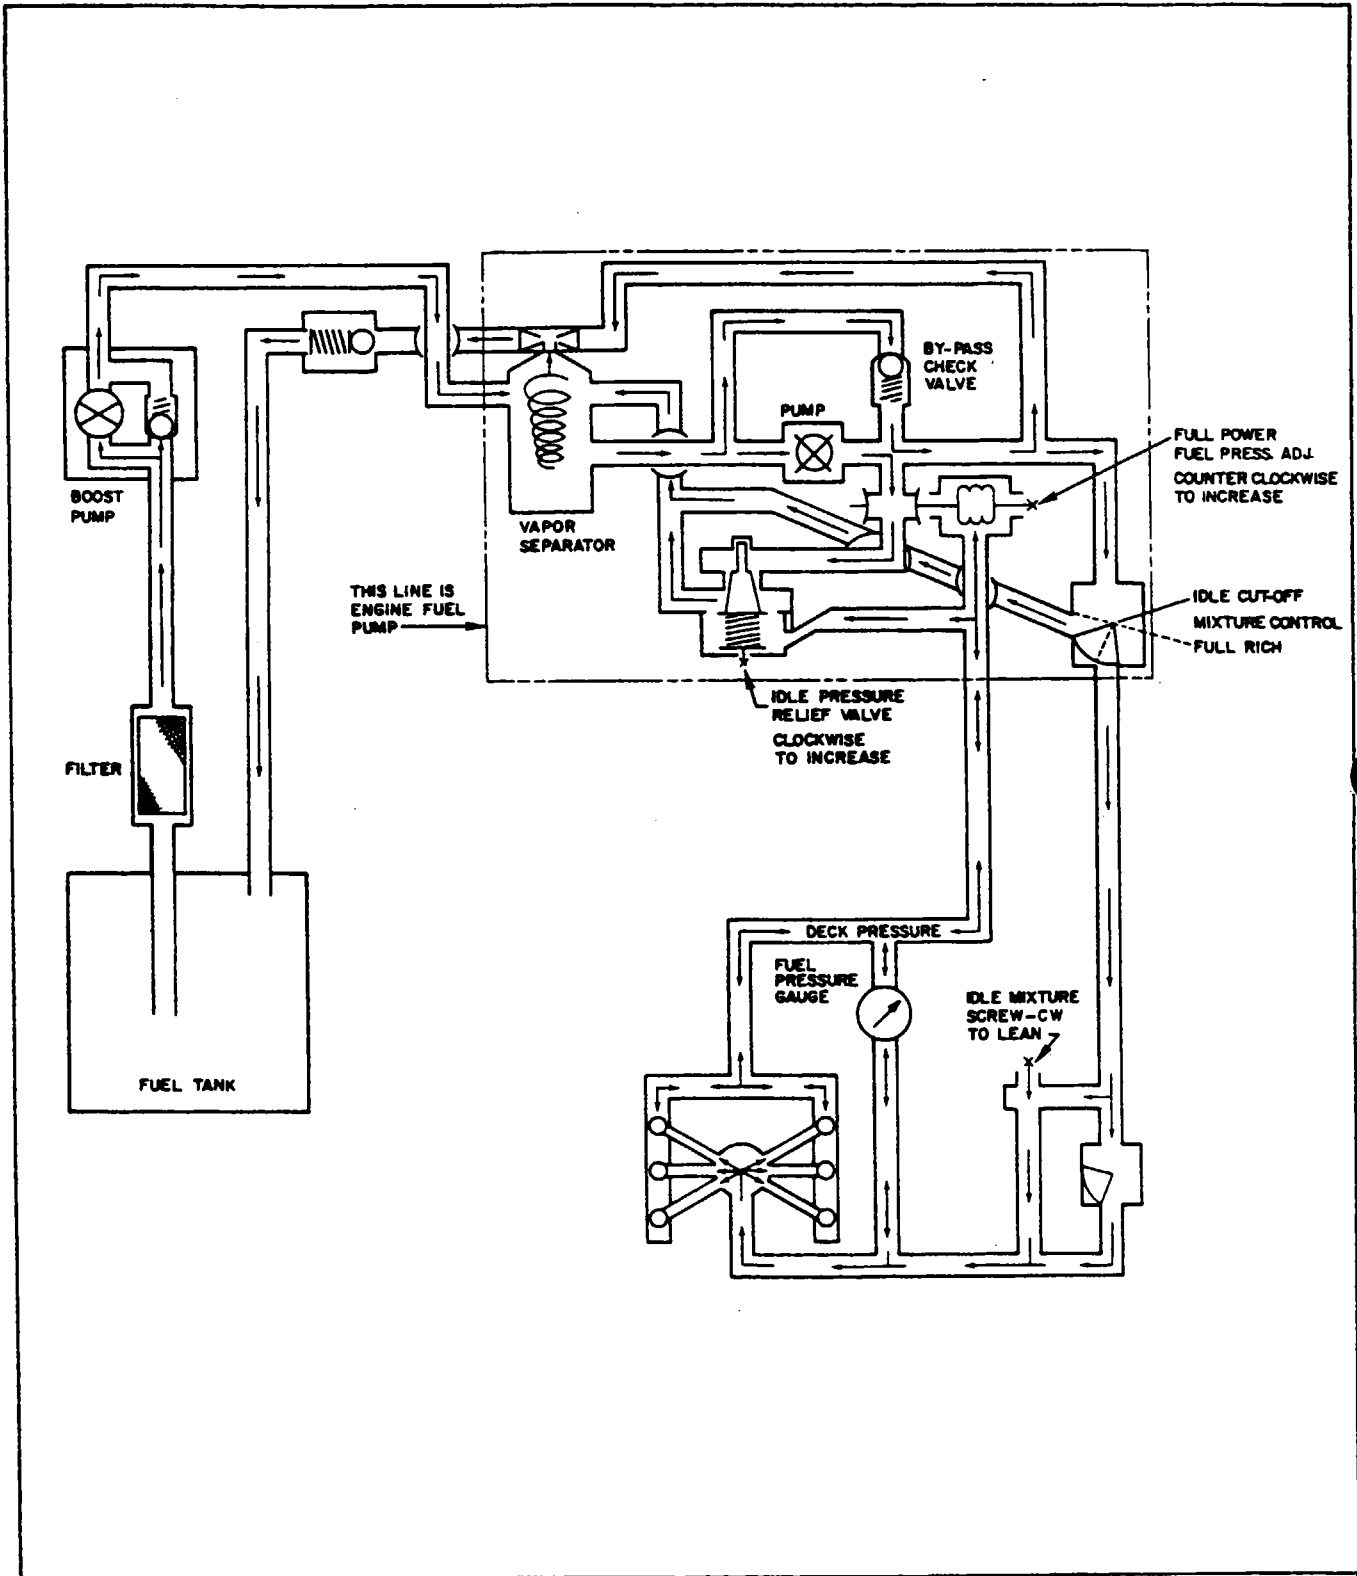 BY-PASS
CHECK
VALVE
PUMP
FULL POWER
FUEL PRESS. ADJ.
COUNTER CLOCKWISE
TO INCREASE
BOOST
PUMP
VAPOR
SEPARATOR
THIS LINE IS
ENGINE FUEL
PUMP
IDLE CUT-OFF
MIXTURE CONTROL
FULL RICH
IDLE PRESSURE
RELIEF VALVE
CLOCKWISE
TO INCREASE
FILTER
DECK PRESSURE
FUEL
PRESSURE
GAUGE
IDLE MIXTURE
SCREW-CW
TO LEAN
FUEL TANK